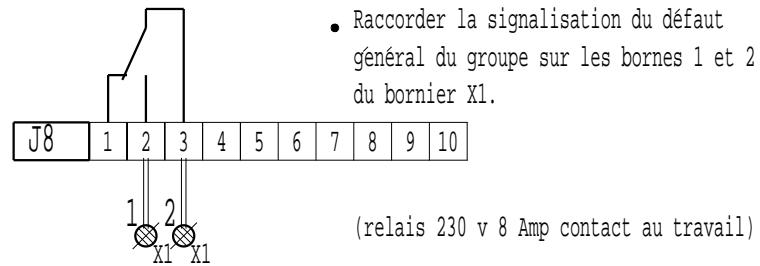 • Raccorder la signalisation du défaut
général du groupe sur les bornes 1 et 2
du bornier X1.
J8 1 2 3 4 5 6 7 8 9 10
1 2
X1 X1
(relais 230 v 8 Amp contact au travail)